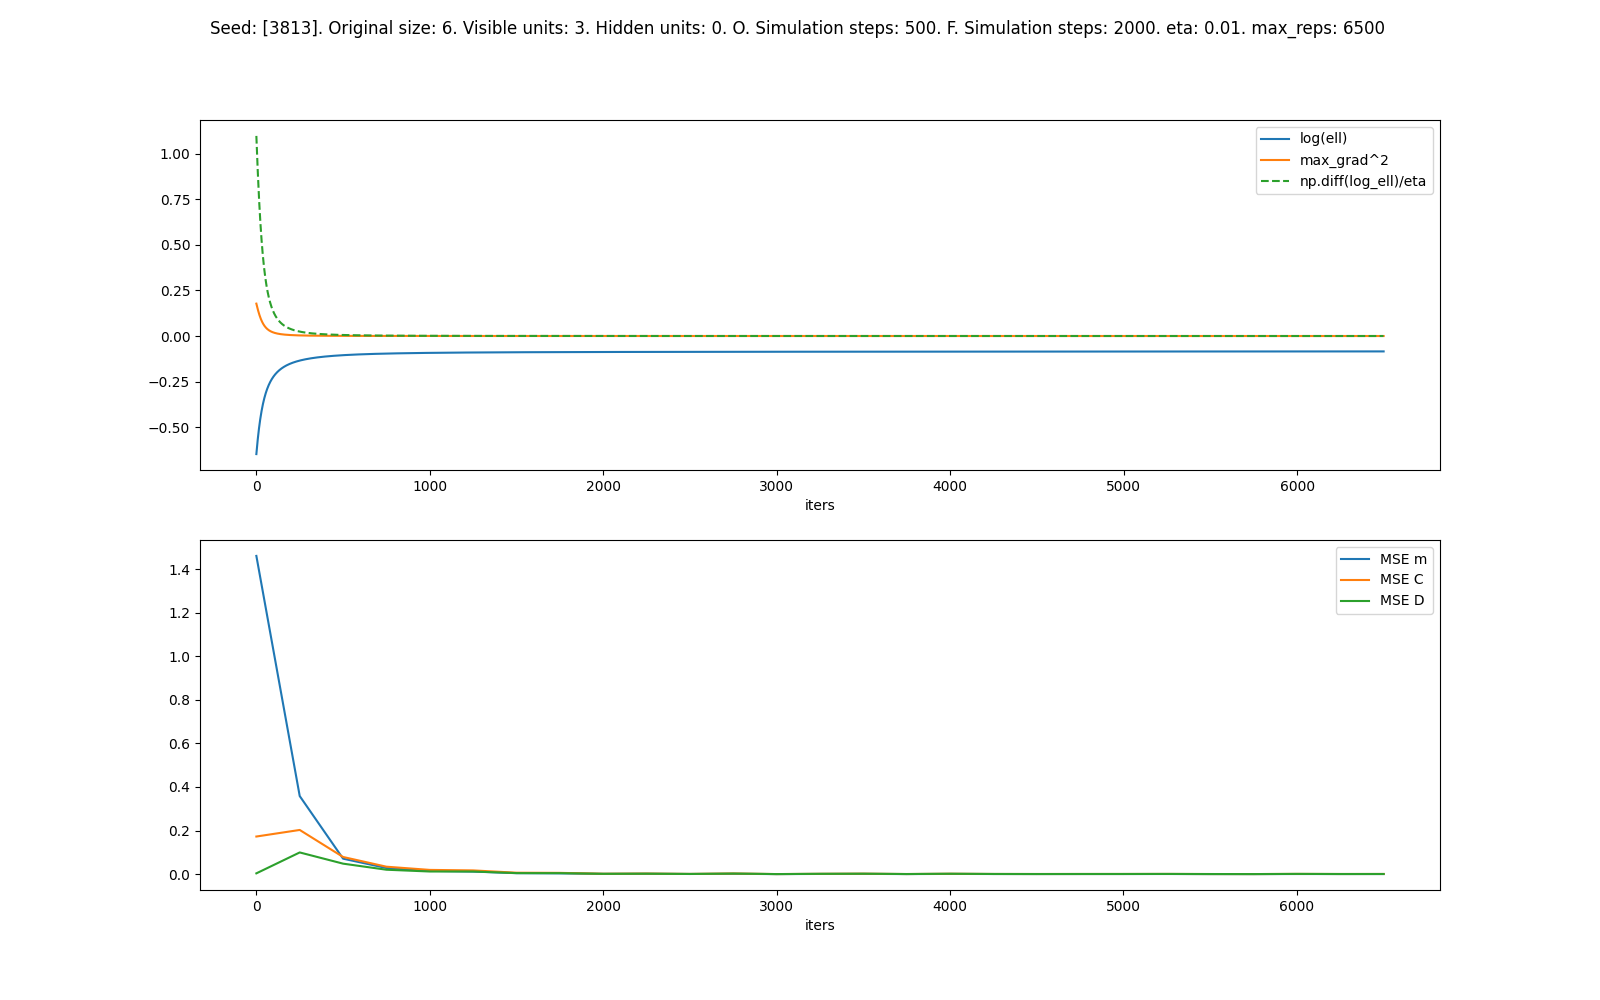 Seed: [3813]. Original size: 6. Visible units: 3. Hidden units: 0. O. Simulation steps: 500. F. Simulation steps: 2000. eta: 0.01. max_reps: 6500
log(ell)
max_grad^2
np.diff(log_ell)/eta
1.00
0.75
0.50
0.25
0.00
−0.25
−0.50
0 1000 2000 3000 4000 5000 6000
iters
MSE m
MSE C
MSE D
1.4
1.2
1.0
0.8
0.6
0.4
0.2
0.0
0 1000 2000 3000 4000 5000 6000
iters